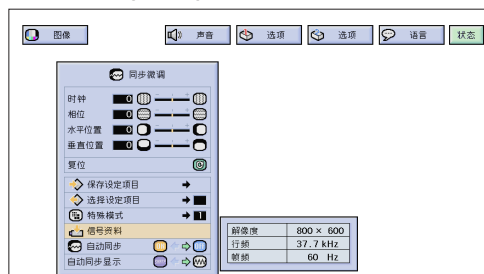 图像 声音 选项 选项 语言 状态
同步微调
时钟 0
相位 0
水平位置 0
垂直位置 0
复位
保存设定项目
选择设定项目
特殊模式 1
信号资料
自动同步
自动同步显示
解像度 800 × 600
行频 37.7 kHz
帧频 60 Hz